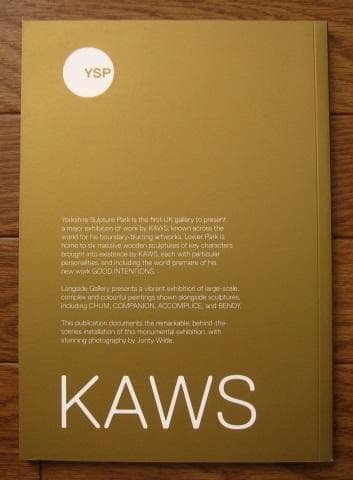 YSP
Yorkshire Sculpture Park is the first UK gallery to present
a major exhibition of work by KAWS, known across the
world for his boundary-blurring artworks. Lower Park is
home to six massive wooden sculptures of key characters
brought into existence by KAWS, each with particular
personalities, and including the world premiere of his
new work GOOD INTENTIONS.
Longside Gallery presents a vibrant exhibition of large-scale,
complex and colourful paintings shown alongside sculptures,
including CHUM, COMPANION, ACCOMPLICE, and BENDY.
This publication documents the remarkable, behind-the-
scenes installation of this monumental exhibition, with
stunning photography by Jonty Wilde.
KAWS